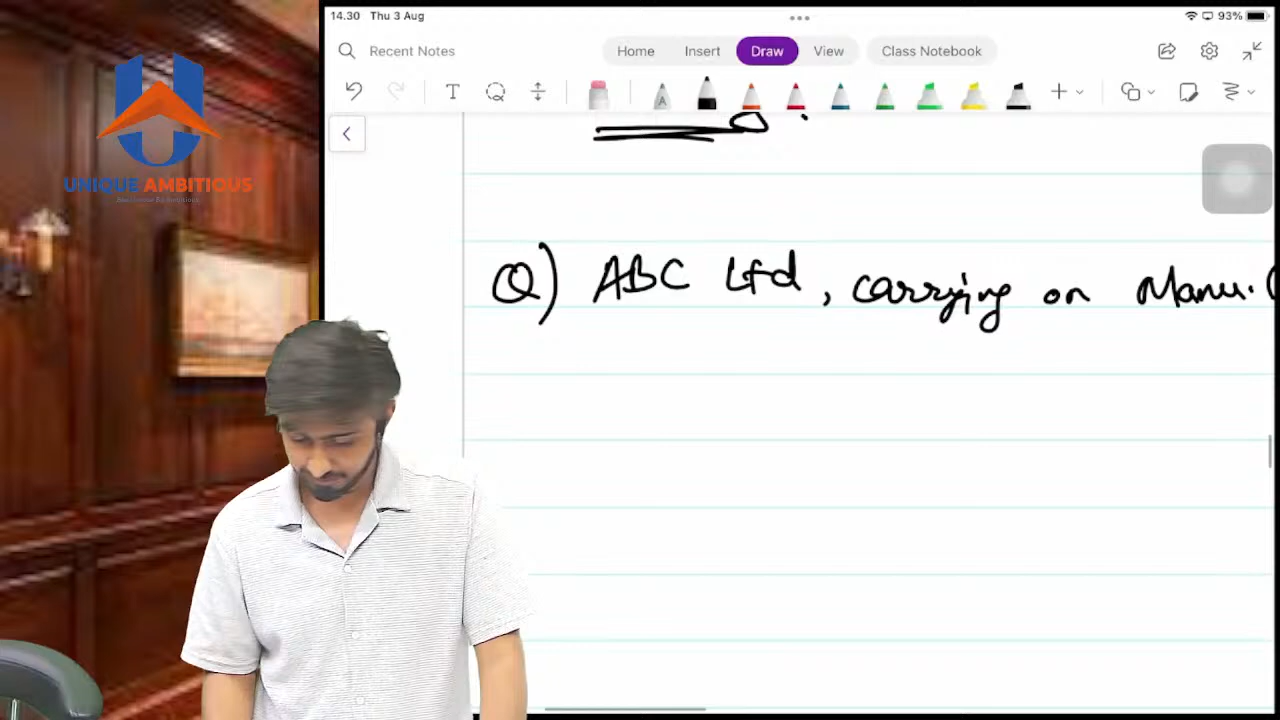 14.30 Thu 3 Aug
93%
Recent Notes
Home Insert Draw View Class Notebook
UNIQUE AMBITIOUS
Q) ABC Ltd, carrying on Manu.